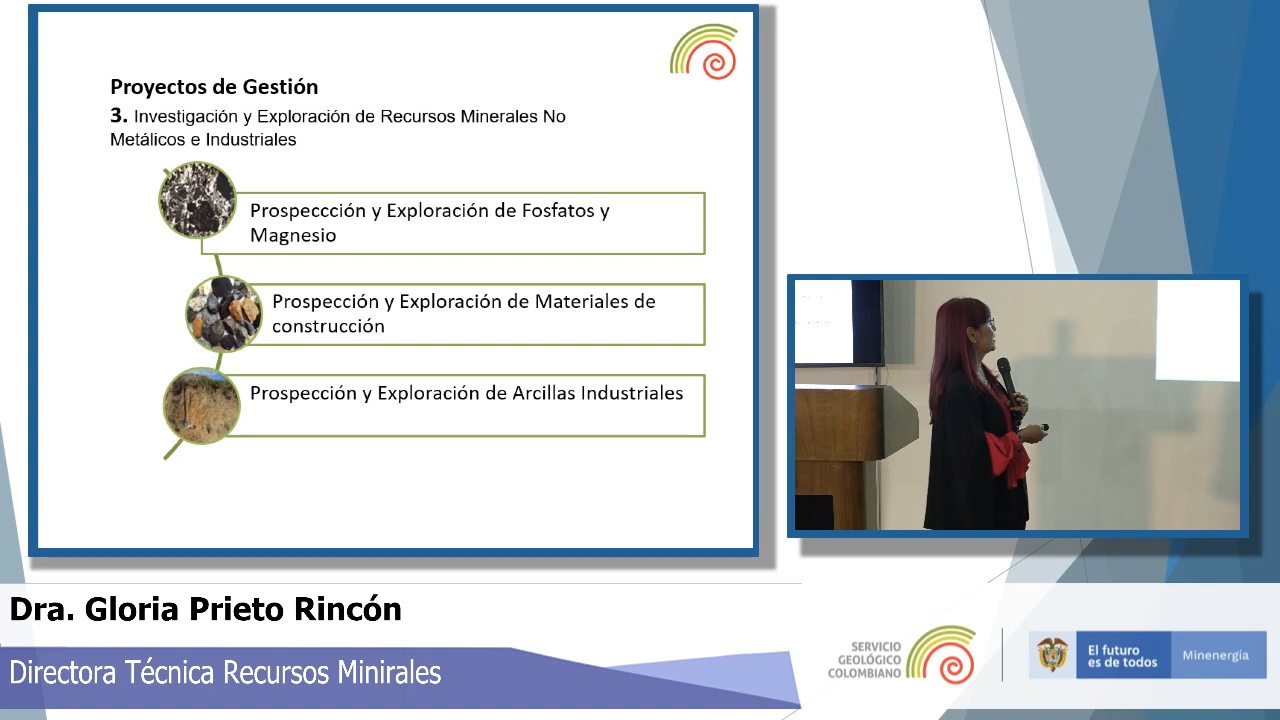 Proyectos de Gestión
3. Investigación y Exploración de Recursos Minerales No
Metálicos e Industriales
Prospeccción y Exploración de Fosfatos y
Magnesio
Prospección y Exploración de Materiales de
construcción
Prospección y Exploración de Arcillas Industriales
Dra. Gloria Prieto Rincón
Directora Técnica Recursos Minirales
SERVICIO
GEOLÓGICO
COLOMBIANO
El futuro
es de todos
Minenergía